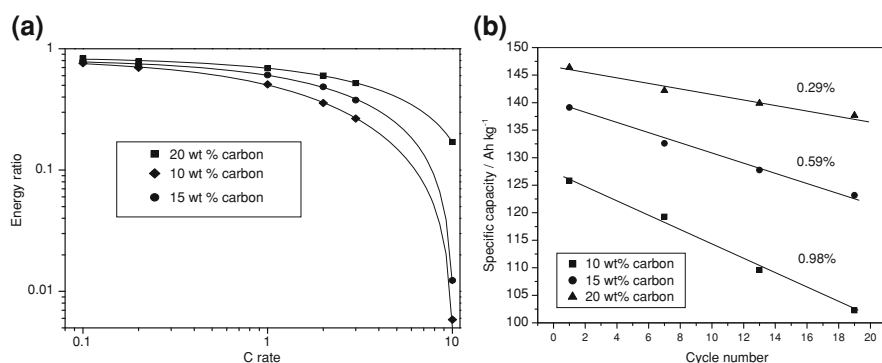 (a)
1
0.1
0.01
Energy ratio
20 wt % carbon
10 wt % carbon
15 wt % carbon
0.1
1
10
C rate
(b)
150
145
140
135
130
125
120
115
110
105
100
Specific capacity / Ah kg⁻¹
0.29%
0.59%
0.98%
10 wt% carbon
15 wt% carbon
20 wt% carbon
0 2 4 6 8 10 12 14 16 18 20
Cycle number